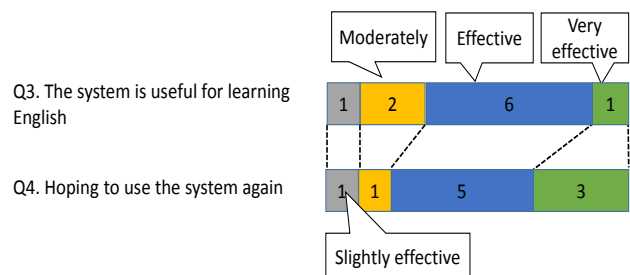 Moderately
Effective
Very
effective
Q3. The system is useful for learning
English
1
2
6
1
Q4. Hoping to use the system again
1
1
5
3
Slightly effective